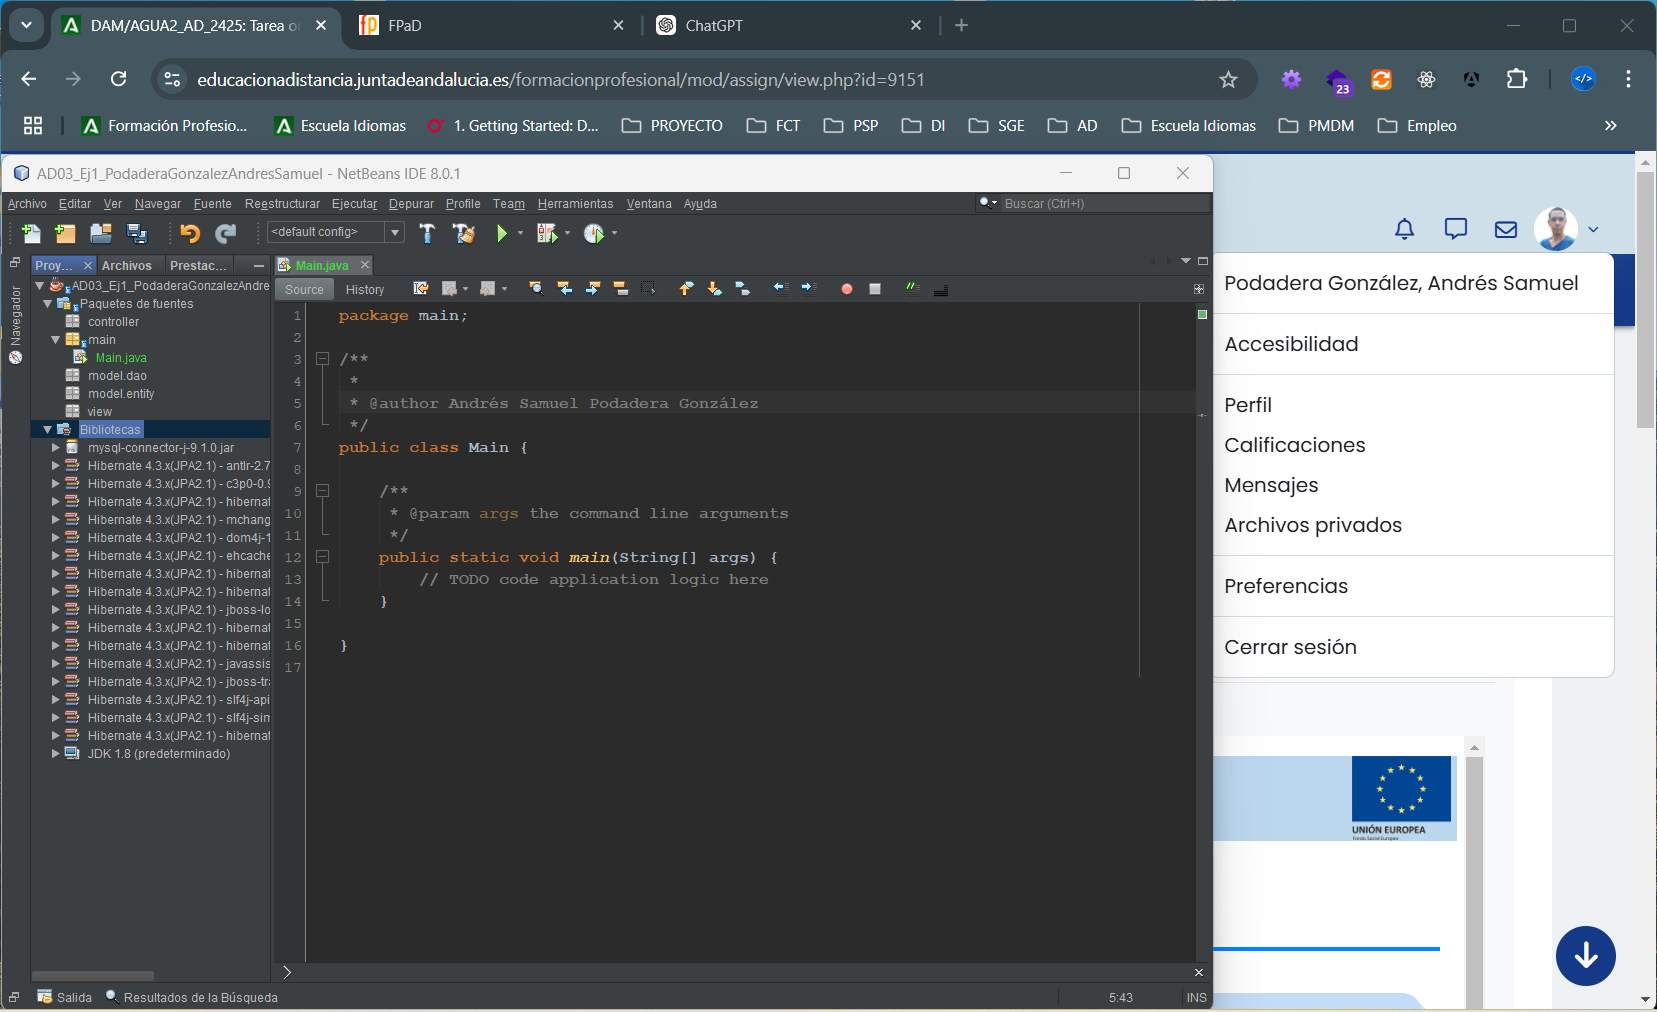 DAM/AGUA2_AD_2425: Tarea o
FPaD
ChatGPT
educacionadistancia.juntadeandalucia.es/formacionprofesional/mod/assign/view.php?id=9151
23
Formación Profesio...
Escuela Idiomas
1. Getting Started: D...
PROYECTO
FCT
PSP
DI
SGE
AD
Escuela Idiomas
PMDM
Empleo
AD03_Ej1_PodaderaGonzalezAndresSamuel - NetBeans IDE 8.0.1
Archivo Editar Ver Navegar Fuente Reestructurar Ejecutar Depurar Profile Team Herramientas Ventana Ayuda
Buscar (Ctrl+I)
<default config>
Proy... Archivos Prestac...
Main.java
Source History
Navegador
AD03_Ej1_PodaderaGonzalezAndre
Paquetes de fuentes
controller
main
Main.java
model.dao
model.entity
view
Bibliotecas
mysql-connector-j-9.1.0.jar
Hibernate 4.3.x(JPA2.1) - antlr-2.7
Hibernate 4.3.x(JPA2.1) - c3p0-0.9
Hibernate 4.3.x(JPA2.1) - hibernat
Hibernate 4.3.x(JPA2.1) - mchang
Hibernate 4.3.x(JPA2.1) - dom4j-1
Hibernate 4.3.x(JPA2.1) - ehcache
Hibernate 4.3.x(JPA2.1) - hibernat
Hibernate 4.3.x(JPA2.1) - hibernat
Hibernate 4.3.x(JPA2.1) - jboss-lo
Hibernate 4.3.x(JPA2.1) - hibernat
Hibernate 4.3.x(JPA2.1) - hibernat
Hibernate 4.3.x(JPA2.1) - javassis
Hibernate 4.3.x(JPA2.1) - jboss-tr
Hibernate 4.3.x(JPA2.1) - slf4j-api
Hibernate 4.3.x(JPA2.1) - slf4j-sim
Hibernate 4.3.x(JPA2.1) - hibernat
JDK 1.8 (predeterminado)
1 package main;
2
3 /**
4 *
5 * @author Andrés Samuel Podadera González
6 */
7 public class Main {
8
9 /**
10 * @param args the command line arguments
11 */
12 public static void main(String[] args) {
13 // TODO code application logic here
14 }
15
16 }
17
Salida
Resultados de la Búsqueda
5:43
INS
Podadera González, Andrés Samuel
Accesibilidad
Perfil
Calificaciones
Mensajes
Archivos privados
Preferencias
Cerrar sesión
UNIÓN EUROPEA
Fondo Social Europeo